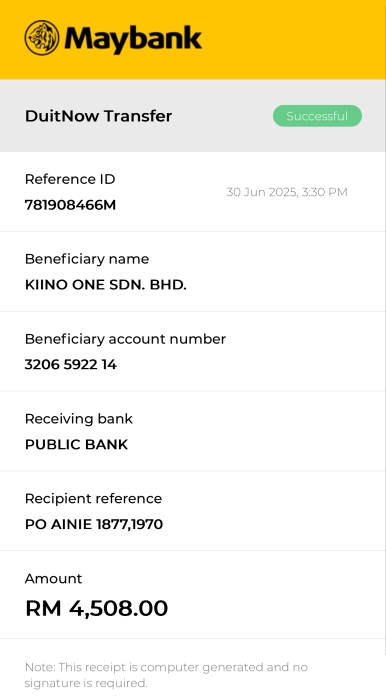 Maybank
DuitNow Transfer
Successful
Reference ID
30 Jun 2025, 3:30 PM
781908466M
Beneficiary name
KIINO ONE SDN. BHD.
Beneficiary account number
3206 5922 14
Receiving bank
PUBLIC BANK
Recipient reference
PO AINIE 1877,1970
Amount
RM 4,508.00
Note: This receipt is computer generated and no
signature is required.